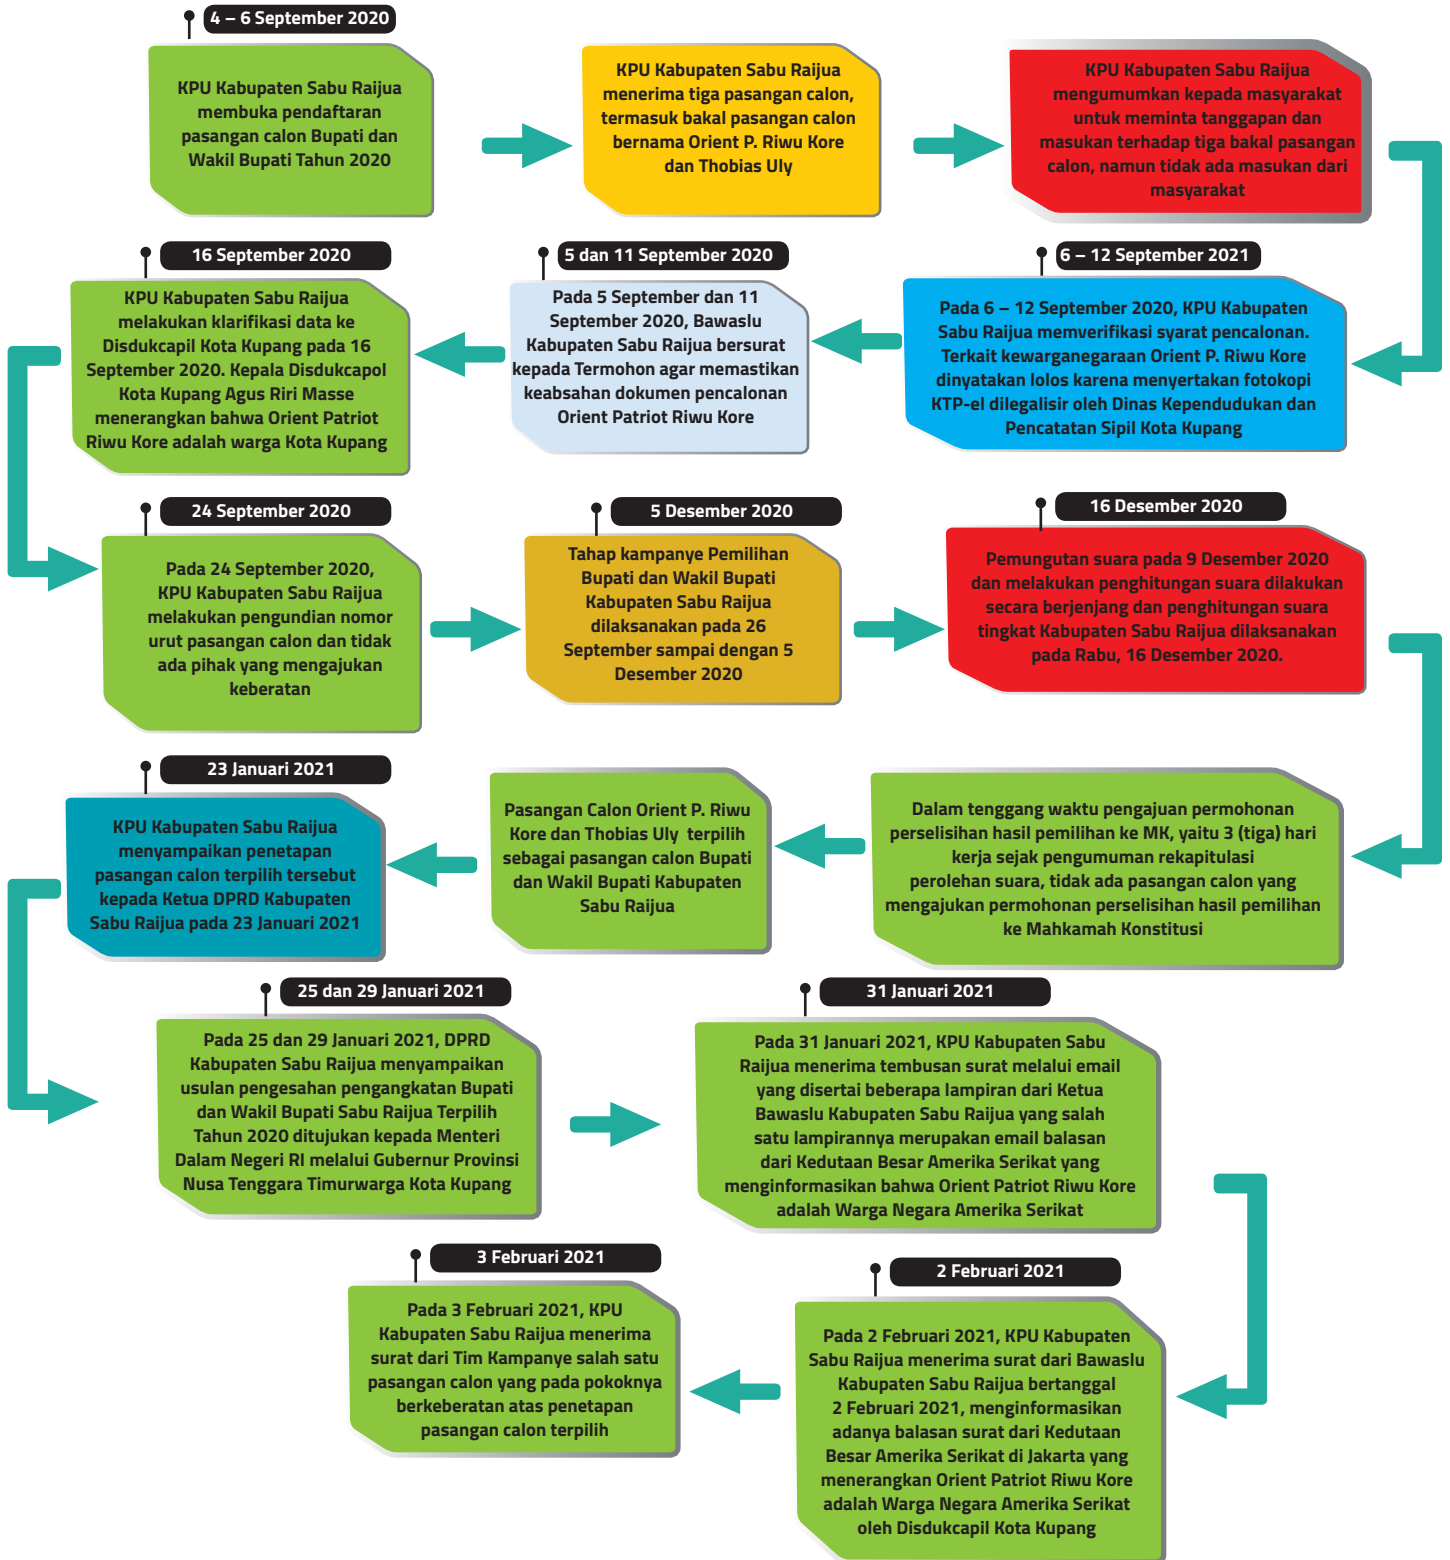 4 – 6 September 2020
KPU Kabupaten Sabu Raijua
membuka pendaftaran
pasangan calon Bupati dan
Wakil Bupati Tahun 2020
KPU Kabupaten Sabu Raijua
menerima tiga pasangan calon,
termasuk bakal pasangan calon
bernama Orient P. Riwu Kore
dan Thobias Uly
KPU Kabupaten Sabu Raijua
mengumumkan kepada masyarakat
untuk meminta tanggapan dan
masukan terhadap tiga bakal pasangan
calon, namun tidak ada masukan dari
masyarakat
6 – 12 September 2021
Pada 6 – 12 September 2020, KPU Kabupaten
Sabu Raijua memverifikasi syarat pencalonan.
Terkait kewarganegaraan Orient P. Riwu Kore
dinyatakan lolos karena menyertakan fotokopi
KTP-el dilegalisir oleh Dinas Kependudukan dan
Pencatatan Sipil Kota Kupang
5 dan 11 September 2020
Pada 5 September dan 11
September 2020, Bawaslu
Kabupaten Sabu Raijua bersurat
kepada Termohon agar memastikan
keabsahan dokumen pencalonan
Orient Patriot Riwu Kore
16 September 2020
KPU Kabupaten Sabu Raijua
melakukan klarifikasi data ke
Disdukcapil Kota Kupang pada 16
September 2020. Kepala Disdukcapol
Kota Kupang Agus Riri Masse
menerangkan bahwa Orient Patriot
Riwu Kore adalah warga Kota Kupang
24 September 2020
Pada 24 September 2020,
KPU Kabupaten Sabu Raijua
melakukan pengundian nomor
urut pasangan calon dan tidak
ada pihak yang mengajukan
keberatan
5 Desember 2020
Tahap kampanye Pemilihan
Bupati dan Wakil Bupati
Kabupaten Sabu Raijua
dilaksanakan pada 26
September sampai dengan 5
Desember 2020
16 Desember 2020
Pemungutan suara pada 9 Desember 2020
dan melakukan penghitungan suara dilakukan
secara berjenjang dan penghitungan suara
tingkat Kabupaten Sabu Raijua dilaksanakan
pada Rabu, 16 Desember 2020.
Dalam tenggang waktu pengajuan permohonan
perselisihan hasil pemilihan ke MK, yaitu 3 (tiga) hari
kerja sejak pengumuman rekapitulasi
perolehan suara, tidak ada pasangan calon yang
mengajukan permohonan perselisihan hasil pemilihan
ke Mahkamah Konstitusi
Pasangan Calon Orient P. Riwu
Kore dan Thobias Uly terpilih
sebagai pasangan calon Bupati
dan Wakil Bupati Kabupaten
Sabu Raijua
23 Januari 2021
KPU Kabupaten Sabu Raijua
menyampaikan penetapan
pasangan calon terpilih tersebut
kepada Ketua DPRD Kabupaten
Sabu Raijua pada 23 Januari 2021
25 dan 29 Januari 2021
Pada 25 dan 29 Januari 2021, DPRD
Kabupaten Sabu Raijua menyampaikan
usulan pengesahan pengangkatan Bupati
dan Wakil Bupati Sabu Raijua Terpilih
Tahun 2020 ditujukan kepada Menteri
Dalam Negeri RI melalui Gubernur Provinsi
Nusa Tenggara Timurwarga Kota Kupang
31 Januari 2021
Pada 31 Januari 2021, KPU Kabupaten Sabu
Raijua menerima tembusan surat melalui email
yang disertai beberapa lampiran dari Ketua
Bawaslu Kabupaten Sabu Raijua yang salah
satu lampirannya merupakan email balasan
dari Kedutaan Besar Amerika Serikat yang
menginformasikan bahwa Orient Patriot Riwu Kore
adalah Warga Negara Amerika Serikat
2 Februari 2021
Pada 2 Februari 2021, KPU Kabupaten
Sabu Raijua menerima surat dari Bawaslu
Kabupaten Sabu Raijua bertanggal
2 Februari 2021, menginformasikan
adanya balasan surat dari Kedutaan
Besar Amerika Serikat di Jakarta yang
menerangkan Orient Patriot Riwu Kore
adalah Warga Negara Amerika Serikat
oleh Disdukcapil Kota Kupang
3 Februari 2021
Pada 3 Februari 2021, KPU
Kabupaten Sabu Raijua menerima
surat dari Tim Kampanye salah satu
pasangan calon yang pada pokoknya
berkeberatan atas penetapan
pasangan calon terpilih